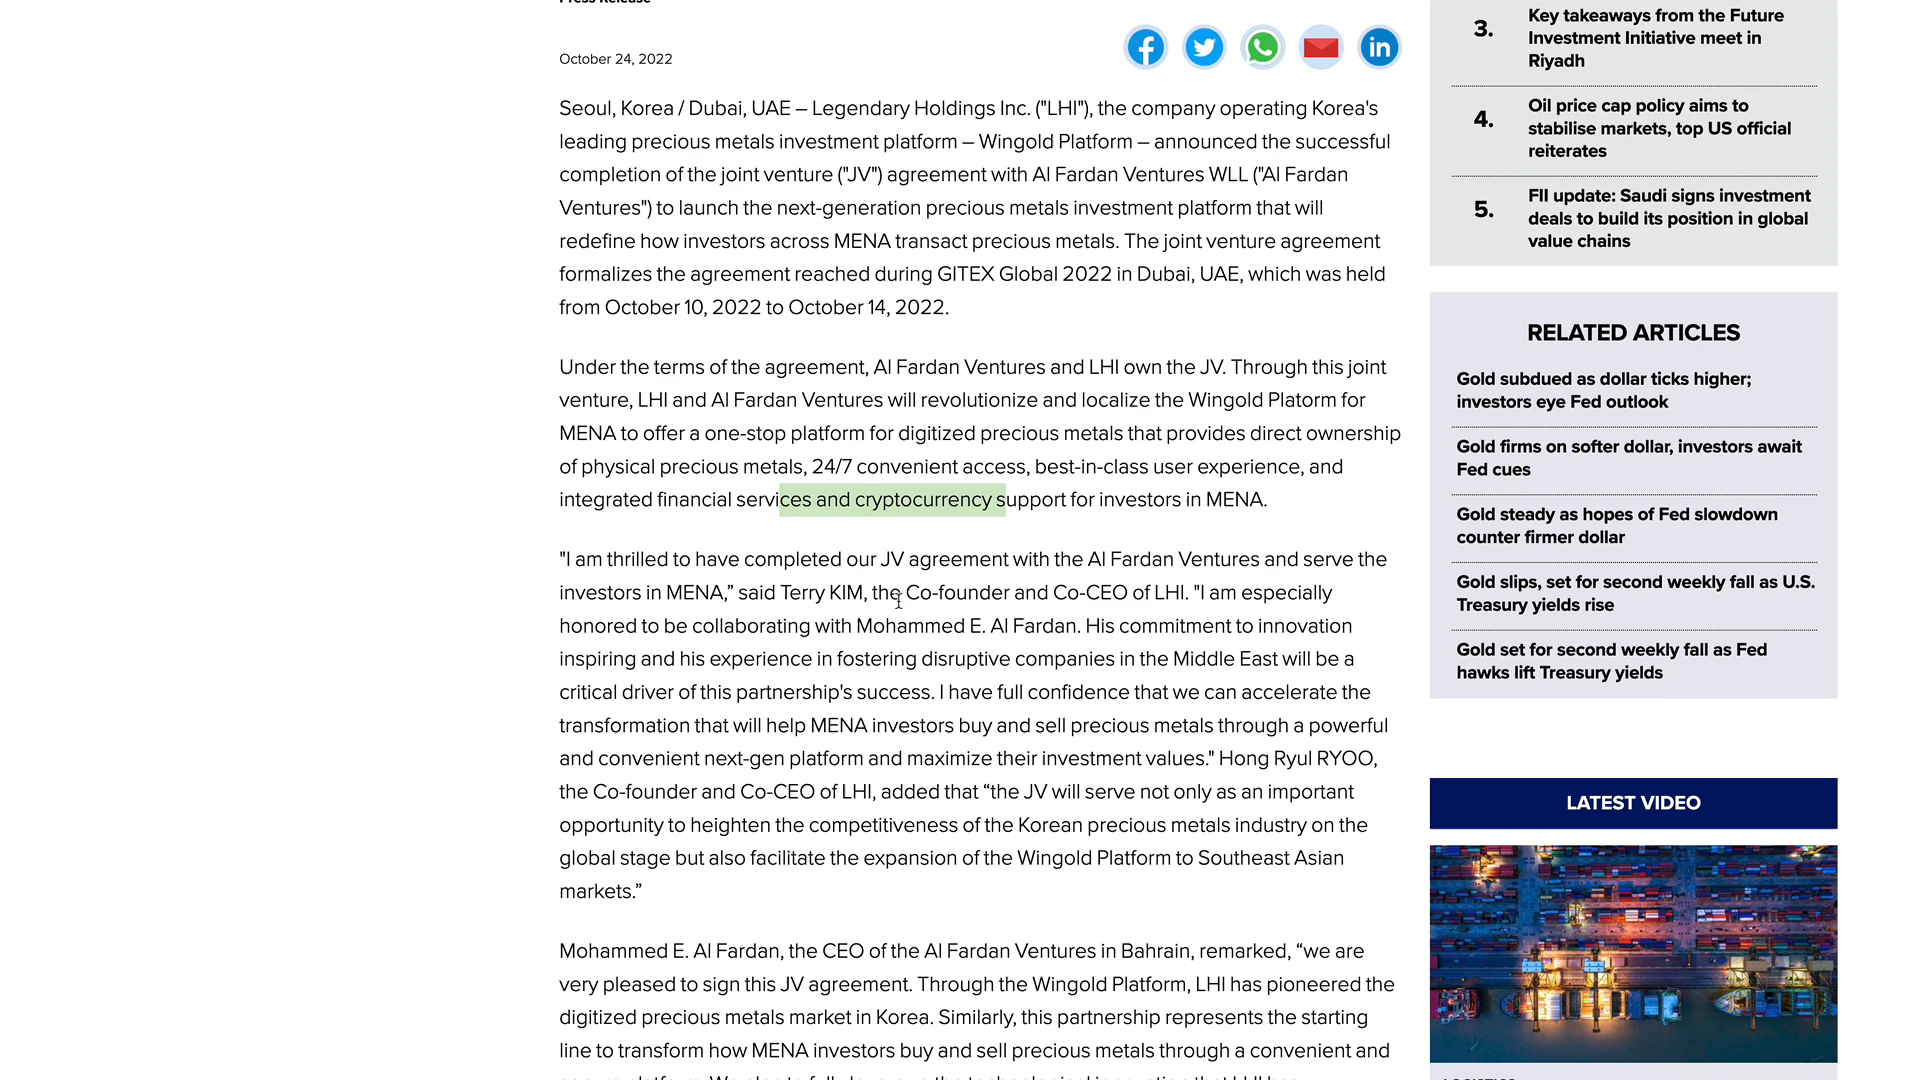 Press Release
October 24, 2022
Seoul, Korea / Dubai, UAE – Legendary Holdings Inc. ("LHI"), the company operating Korea's
leading precious metals investment platform – Wingold Platform – announced the successful
completion of the joint venture ("JV") agreement with Al Fardan Ventures WLL ("Al Fardan
Ventures") to launch the next-generation precious metals investment platform that will
redefine how investors across MENA transact precious metals. The joint venture agreement
formalizes the agreement reached during GITEX Global 2022 in Dubai, UAE, which was held
from October 10, 2022 to October 14, 2022.
Under the terms of the agreement, Al Fardan Ventures and LHI own the JV. Through this joint
venture, LHI and Al Fardan Ventures will revolutionize and localize the Wingold Platorm for
MENA to offer a one-stop platform for digitized precious metals that provides direct ownership
of physical precious metals, 24/7 convenient access, best-in-class user experience, and
integrated financial services and cryptocurrency support for investors in MENA.
"I am thrilled to have completed our JV agreement with the Al Fardan Ventures and serve the
investors in MENA,” said Terry KIM, the Co-founder and Co-CEO of LHI. "I am especially
honored to be collaborating with Mohammed E. Al Fardan. His commitment to innovation
inspiring and his experience in fostering disruptive companies in the Middle East will be a
critical driver of this partnership's success. I have full confidence that we can accelerate the
transformation that will help MENA investors buy and sell precious metals through a powerful
and convenient next-gen platform and maximize their investment values." Hong Ryul RYOO,
the Co-founder and Co-CEO of LHI, added that “the JV will serve not only as an important
opportunity to heighten the competitiveness of the Korean precious metals industry on the
global stage but also facilitate the expansion of the Wingold Platform to Southeast Asian
markets.”
Mohammed E. Al Fardan, the CEO of the Al Fardan Ventures in Bahrain, remarked, “we are
very pleased to sign this JV agreement. Through the Wingold Platform, LHI has pioneered the
digitized precious metals market in Korea. Similarly, this partnership represents the starting
line to transform how MENA investors buy and sell precious metals through a convenient and
3.
Key takeaways from the Future
Investment Initiative meet in
Riyadh
4.
Oil price cap policy aims to
stabilise markets, top US official
reiterates
5.
FII update: Saudi signs investment
deals to build its position in global
value chains
RELATED ARTICLES
Gold subdued as dollar ticks higher;
investors eye Fed outlook
Gold firms on softer dollar, investors await
Fed cues
Gold steady as hopes of Fed slowdown
counter firmer dollar
Gold slips, set for second weekly fall as U.S.
Treasury yields rise
Gold set for second weekly fall as Fed
hawks lift Treasury yields
LATEST VIDEO